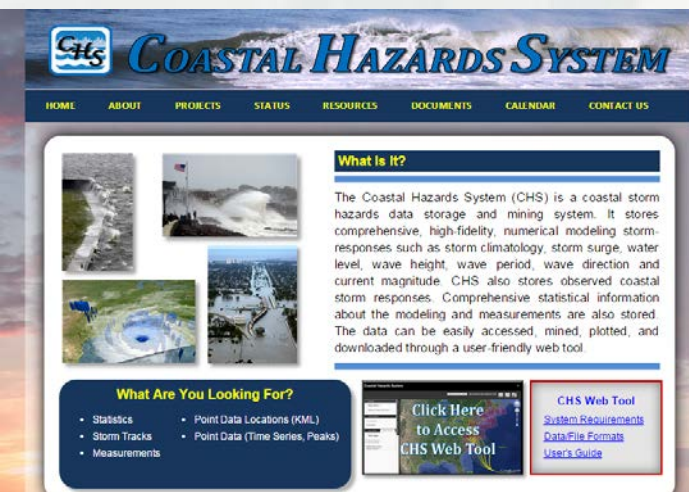 CHS COASTAL HAZARDS SYSTEM
HOME ABOUT PROJECTS STATUS RESOURCES DOCUMENTS CALENDAR CONTACT US
What Is It?
The Coastal Hazards System (CHS) is a coastal storm
hazards data storage and mining system. It stores
comprehensive, high-fidelity, numerical modeling storm-
responses such as storm climatology, storm surge, water
level, wave height, wave period, wave direction and
current magnitude. CHS also stores observed coastal
storm responses. Comprehensive statistical information
about the modeling and measurements are also stored.
The data can be easily accessed, mined, plotted, and
downloaded through a user-friendly web tool.
What Are You Looking For?
• Statistics
• Storm Tracks
• Measurements
• Point Data Locations (KML)
• Point Data (Time Series, Peaks)
Coastal Hazards System
Click Here
to Access
CHS Web Tool
CHS Web Tool
System Requirements
Data/File Formats
User's Guide